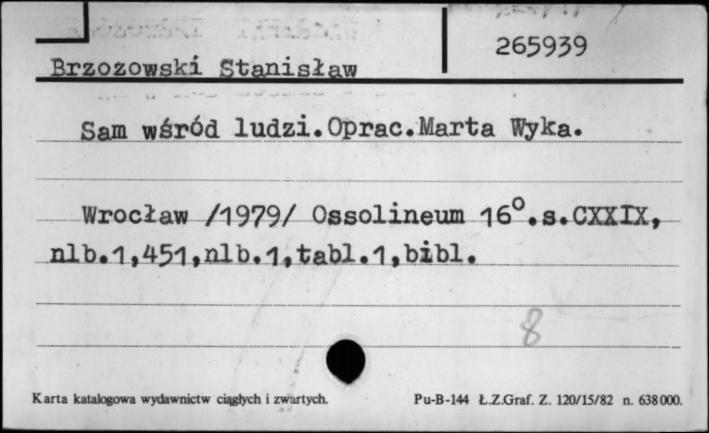 265939
Brzozowski Stanisław
Sam wśród ludzi.Oprac.Marta Wyka.
Wrocław /1979/ Ossolineum 16°.s.CXXIX,
nlb.1,451,nlb.1,tabl.1,bibl.
8
Karta katalogowa wydawnictw ciągłych i zwartych. Pu-B-144 Ł.Z.Graf. Z. 120/15/82 n. 638000.